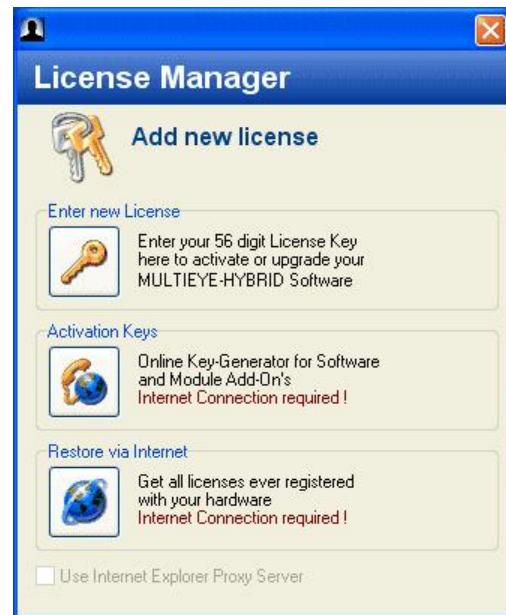 License Manager
Add new license
Enter new License
Enter your 56 digit License Key
here to activate or upgrade your
MULTIEYE-HYBRID Software
Activation Keys
Online Key-Generator for Software
and Module Add-On's
Internet Connection required !
Restore via Internet
Get all licenses ever registered
with your hardware
Internet Connection required !
Use Internet Explorer Proxy Server